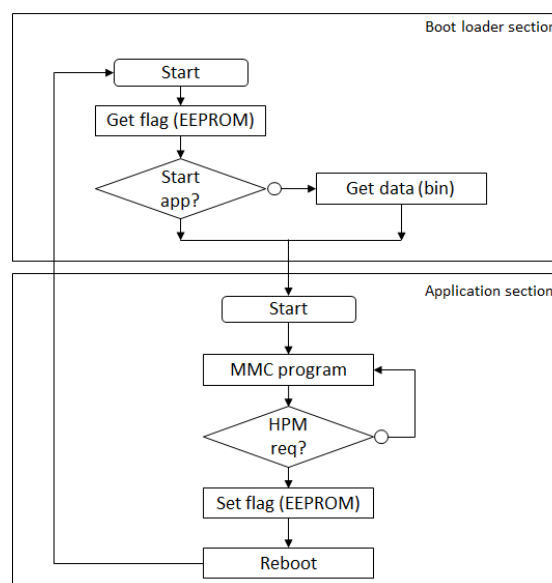 Boot loader section
Start
Get flag (EEPROM)
Start
app?
Get data (bin)
Application section
Start
MMC program
HPM
req?
Set flag (EEPROM)
Reboot